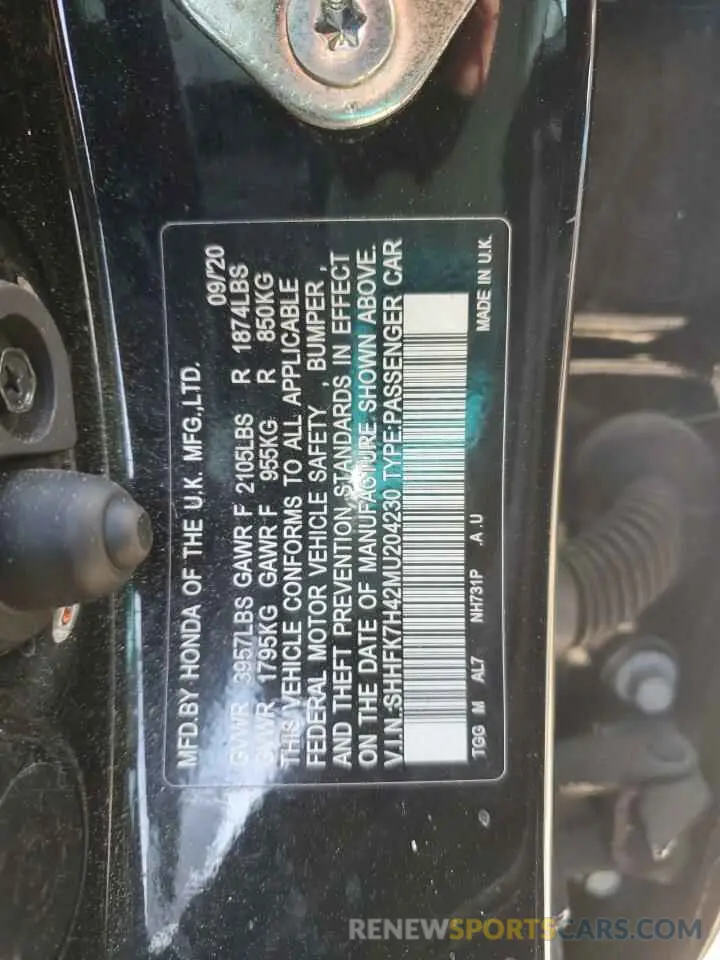 MFD.BY HONDA OF THE U.K. MFG.,LTD. 09/'20
GVWR 3957LBS GAWR F 2105LBS R 1874LBS
GVWR 1795KG GAWR F 955KG R 850KG
THIS VEHICLE CONFORMS TO ALL APPLICABLE
FEDERAL MOTOR VEHICLE SAFETY , BUMPER ,
AND THEFT PREVENTION STANDARDS IN EFFECT
ON THE DATE OF MANUFACTURE SHOWN ABOVE.
V.I.N.:SHHFK7H42MU204230 TYPE:PASSENGER CAR
TGG M AL7 NH731P .A .U MADE IN U.K.
RENEWSPORTSCARS.COM